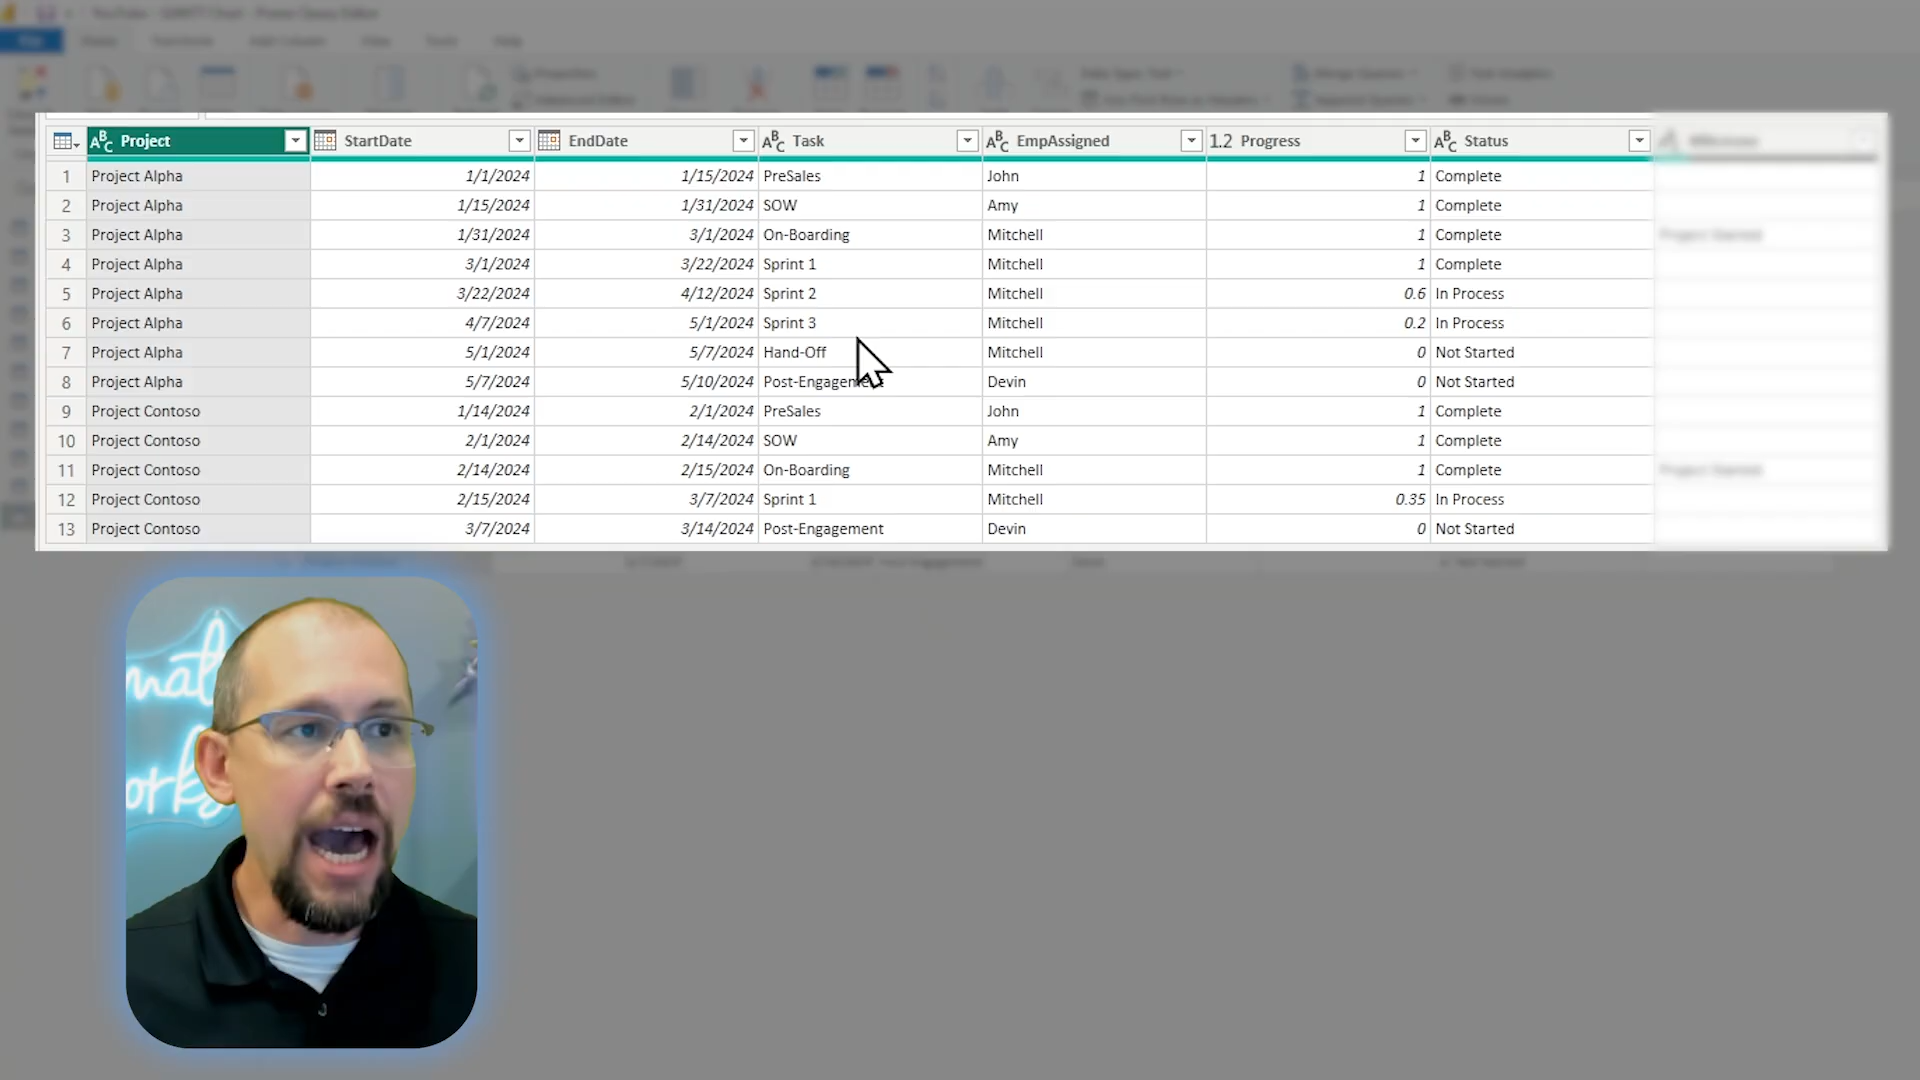 Project StartDate EndDate Task EmpAssigned 1.2 Progress Status
1 Project Alpha 1/1/2024 1/15/2024 PreSales John 1 Complete
2 Project Alpha 1/15/2024 1/31/2024 SOW Amy 1 Complete
3 Project Alpha 1/31/2024 3/1/2024 On-Boarding Mitchell 1 Complete
4 Project Alpha 3/1/2024 3/22/2024 Sprint 1 Mitchell 1 Complete
5 Project Alpha 3/22/2024 4/12/2024 Sprint 2 Mitchell 0.6 In Process
6 Project Alpha 4/7/2024 5/1/2024 Sprint 3 Mitchell 0.2 In Process
7 Project Alpha 5/1/2024 5/7/2024 Hand-Off Mitchell 0 Not Started
8 Project Alpha 5/7/2024 5/10/2024 Post-Engagement Devin 0 Not Started
9 Project Contoso 1/14/2024 2/1/2024 PreSales John 1 Complete
10 Project Contoso 2/1/2024 2/14/2024 SOW Amy 1 Complete
11 Project Contoso 2/14/2024 2/15/2024 On-Boarding Mitchell 1 Complete
12 Project Contoso 2/15/2024 3/7/2024 Sprint 1 Mitchell 0.35 In Process
13 Project Contoso 3/7/2024 3/14/2024 Post-Engagement Devin 0 Not Started